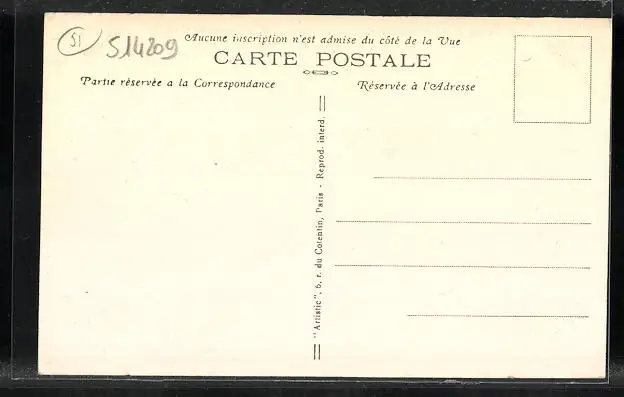 51
514209
Aucune inscription n'est admise du côté de la Vue
CARTE POSTALE
Partie réservée a la Correspondance
Réservée à l'Adresse
"Artistic", 6, r. du Cotentin, Paris - Reprod. interd.